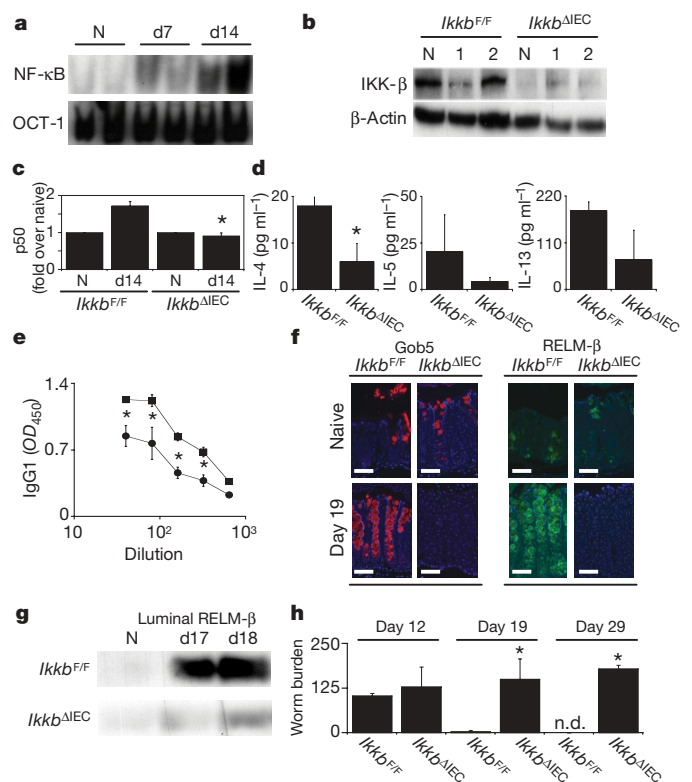 a
N d7 d14
NF-κB
OCT-1
b
Ikkb^F/F Ikkb^ΔIEC
N 1 2 N 1 2
IKK-β
β-Actin
c
p50
(fold over naive)
2
1
0
*
N d14 N d14
Ikkb^F/F Ikkb^ΔIEC
d
IL-4 (pg ml⁻¹)
18
9
0
*
Ikkb^F/F Ikkb^ΔIEC
IL-5 (pg ml⁻¹)
50
25
0
Ikkb^F/F Ikkb^ΔIEC
IL-13 (pg ml⁻¹)
220
110
0
Ikkb^F/F Ikkb^ΔIEC
e
IgG1 (OD₄₅₀)
1.4
0.7
0
* * * *
10 10² 10³
Dilution
f
Gob5 RELM-β
Ikkb^F/F Ikkb^ΔIEC Ikkb^F/F Ikkb^ΔIEC
Naive
Day 19
g
Luminal RELM-β
N d17 d18
Ikkb^F/F
Ikkb^ΔIEC
h
Day 12 Day 19 Day 29
Worm burden
250
125
0
* *
n.d.
Ikkb^F/F Ikkb^ΔIEC Ikkb^F/F Ikkb^ΔIEC Ikkb^F/F Ikkb^ΔIEC